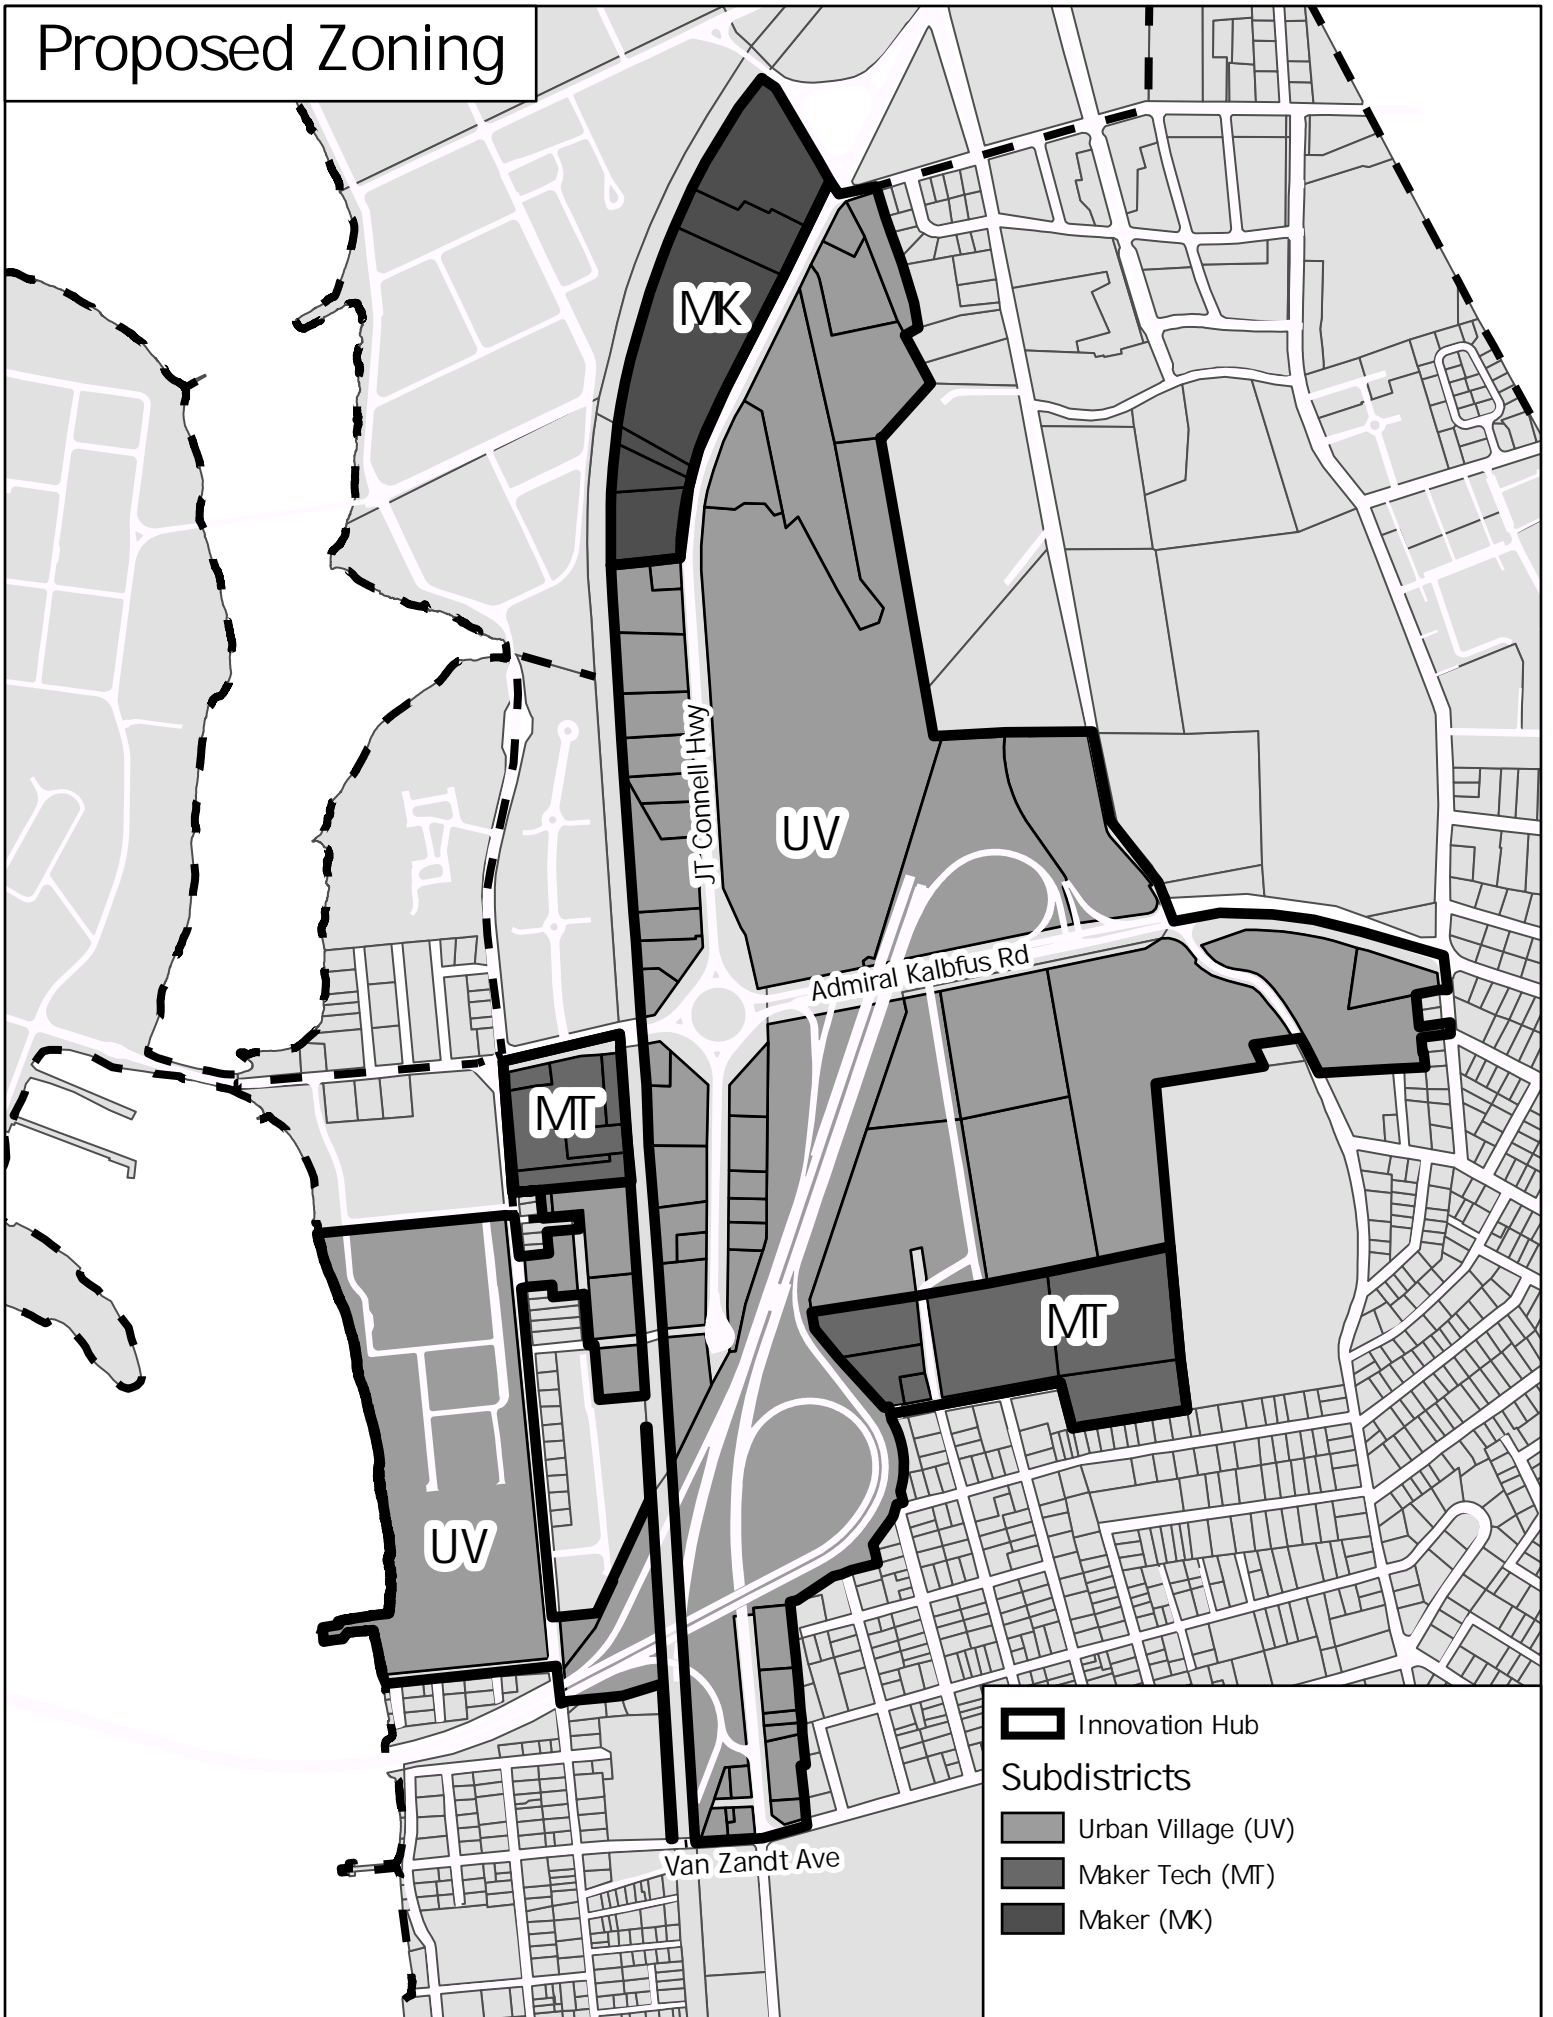 Proposed Zoning
MK
JT Connell Hwy
UV
Admiral Kalbfus Rd
MT
MT
UV
Van Zandt Ave
Innovation Hub
Subdistricts
Urban Village (UV)
Maker Tech (MT)
Maker (MK)